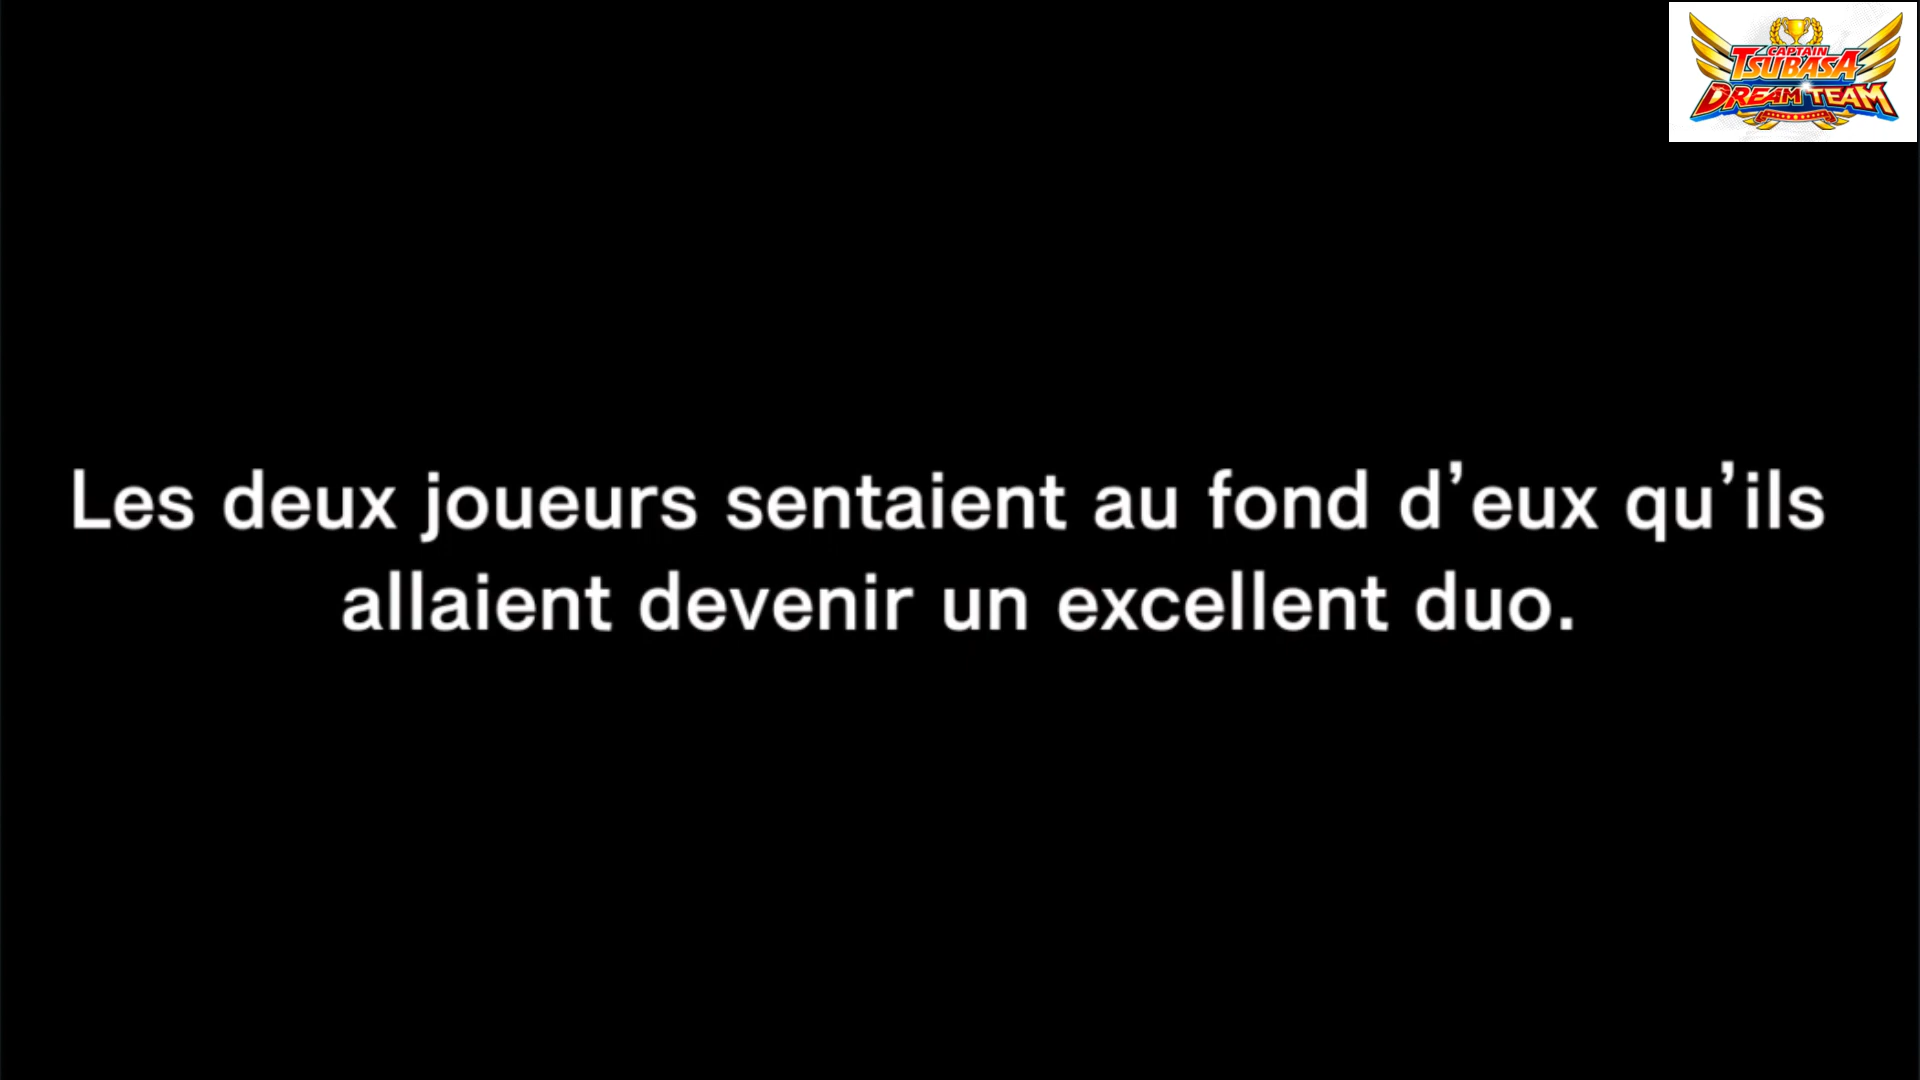 CAPTAIN
TSUBASA
DREAM TEAM
Les deux joueurs sentaient au fond d’eux qu’ils
allaient devenir un excellent duo.